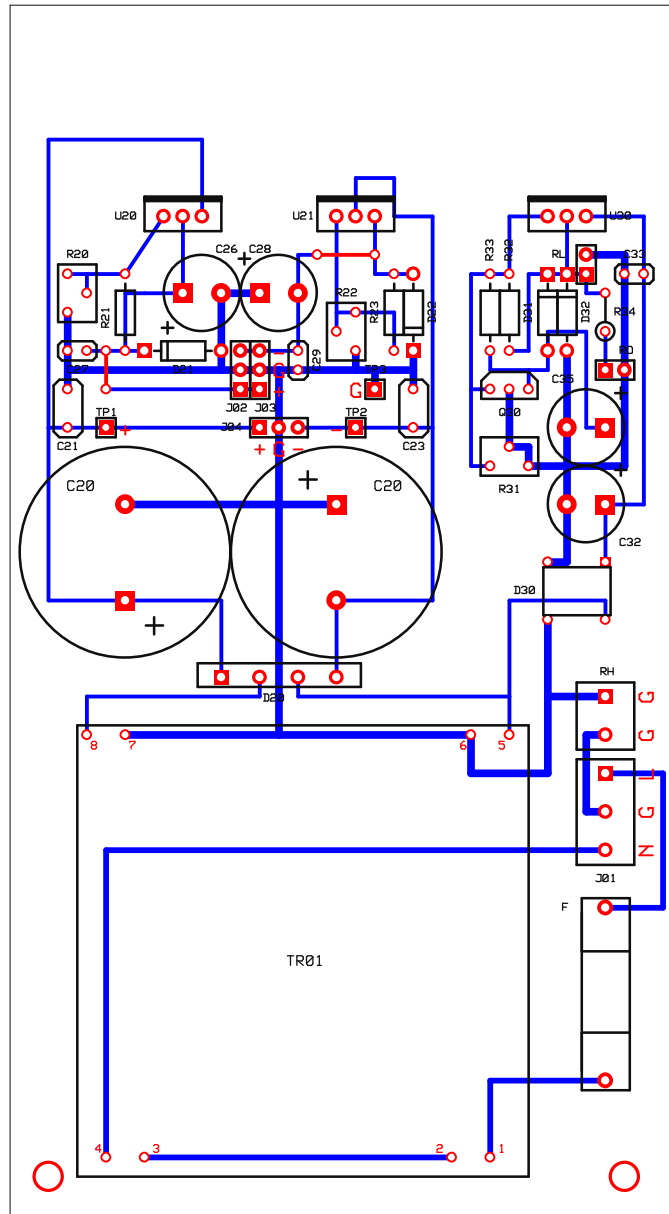 U20
U21
U30
R20
C26
C28
R33
R32
RL
C33
R21
R22
R23
D22
D31
D32
R34
C27
D21
C29
TP3
C35
RO
J02
J03
G
G
+
-
Q30
C21
TP1
+
J04
-
TP2
C23
+ G -
R31
C20
C20
C32
D30
D20
RH
G
G
8
7
6
5
L
G
N
J01
F
TR01
4
3
2
1